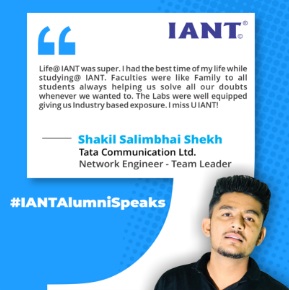 IANT©
Life@ IANT was super. I had the best time of my life while
studying@ IANT. Faculties were like Family to all
students always helping us solve all our doubts
whenever we wanted to. The Labs were well equipped
giving us Industry based exposure. I miss U IANT!
Shakil Salimbhai Shekh
Tata Communication Ltd.
Network Engineer - Team Leader
#IANTAlumniSpeaks